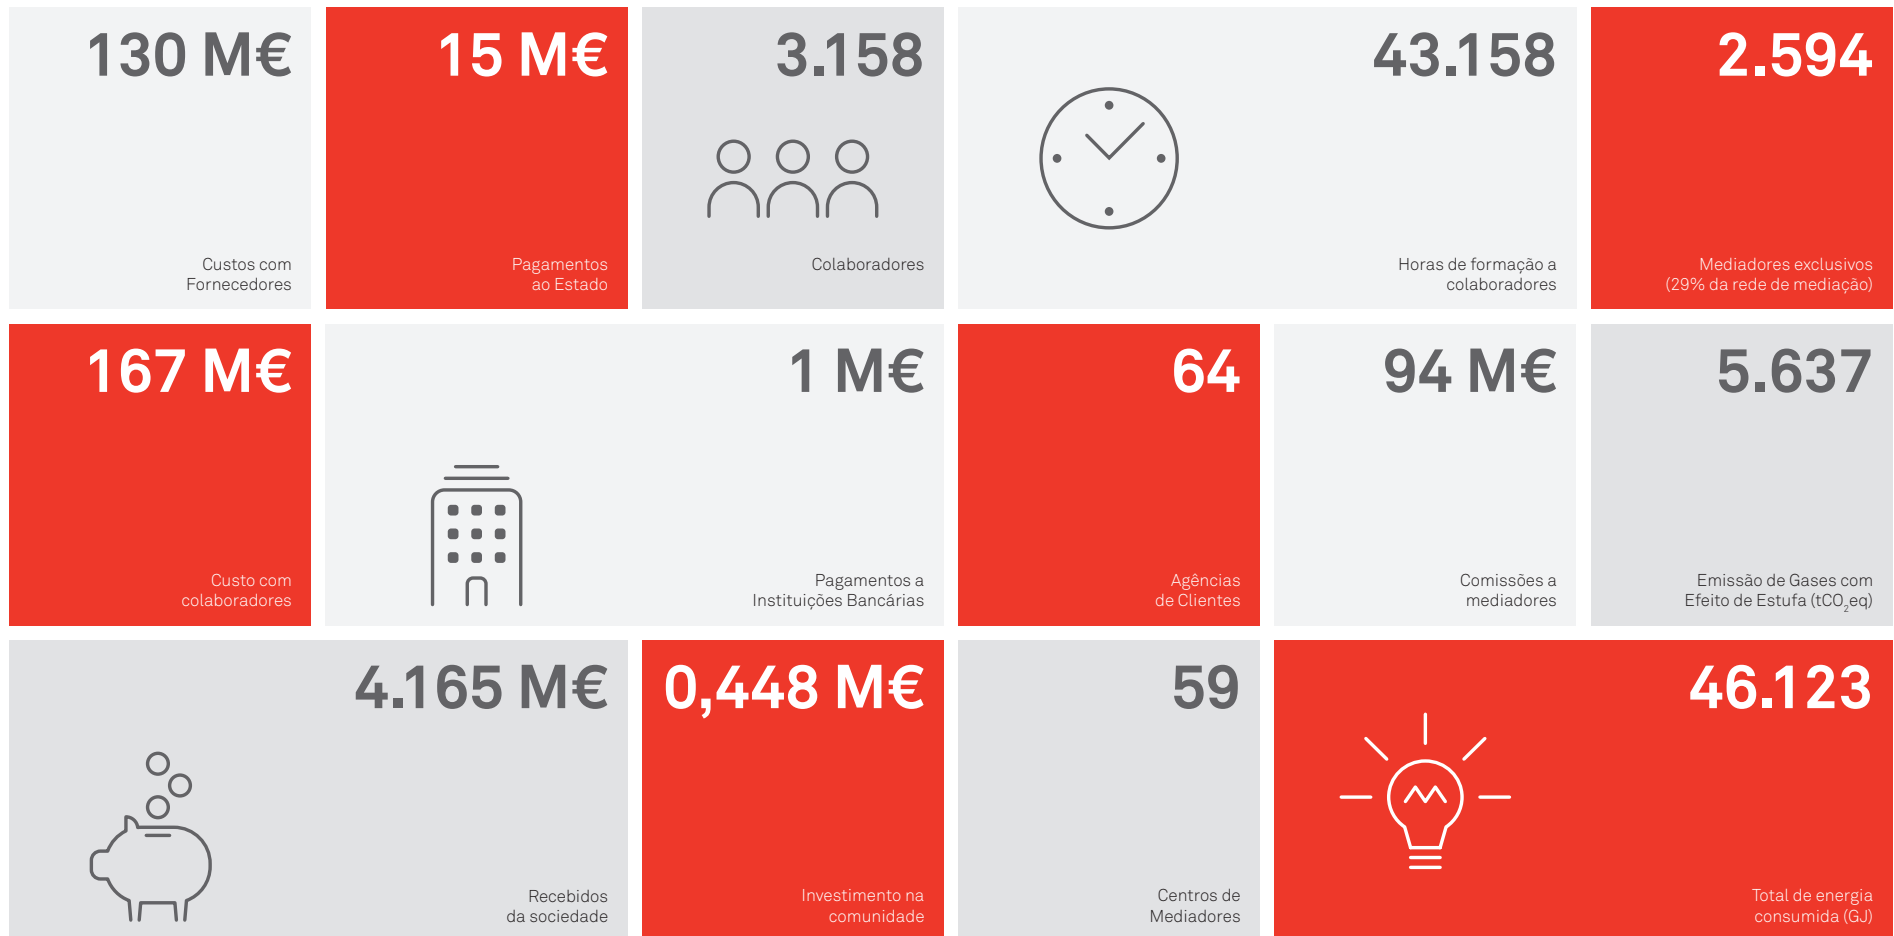 130 M€
Custos com
Fornecedores
15 M€
Pagamentos
ao Estado
3.158
Colaboradores
43.158
Horas de formação a
colaboradores
2.594
Mediadores exclusivos
(29% da rede de mediação)
167 M€
Custo com
colaboradores
1 M€
Pagamentos a
Instituições Bancárias
64
Agências
de Clientes
94 M€
Comissões a
mediadores
5.637
Emissão de Gases com
Efeito de Estufa (tCO₂eq)
4.165 M€
Recebidos
da sociedade
0,448 M€
Investimento na
comunidade
59
Centros de
Mediadores
46.123
Total de energia
consumida (GJ)